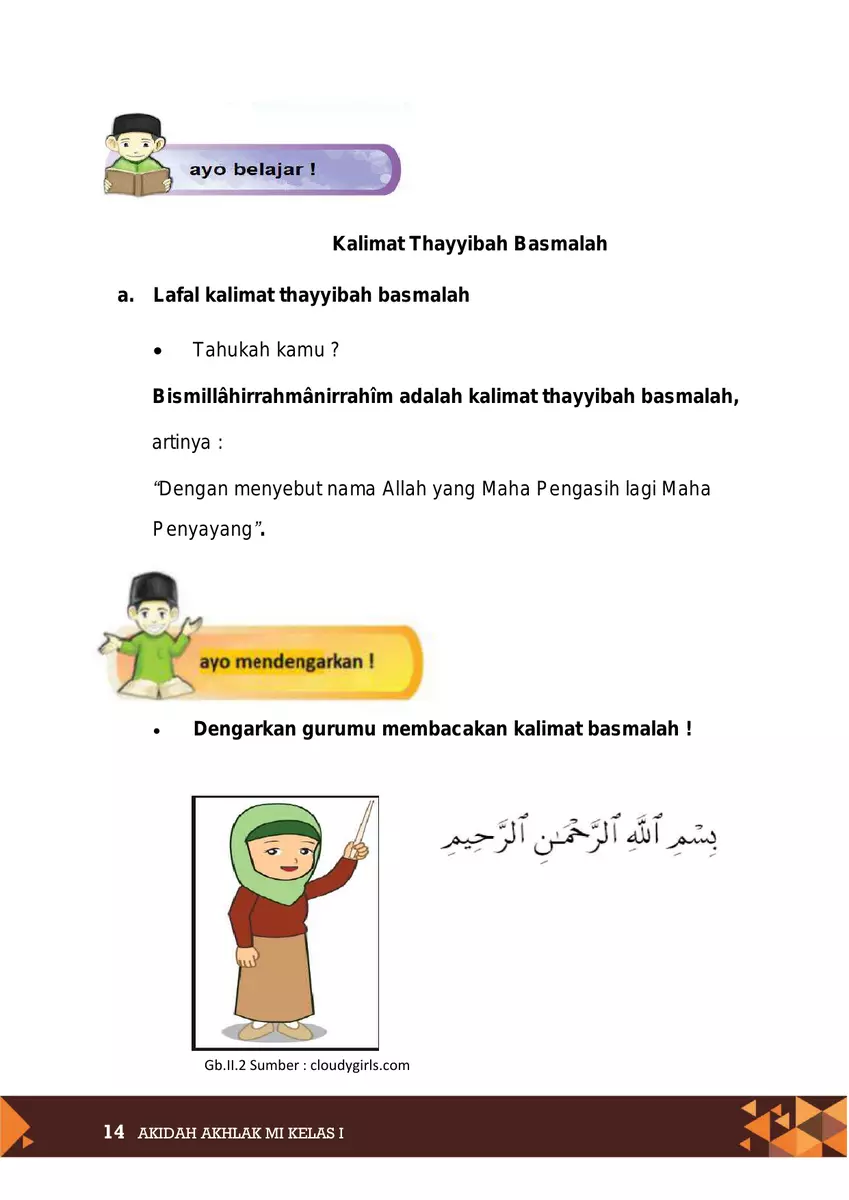 ayo belajar !
Kalimat Thayyibah Basmalah
a. Lafal kalimat thayyibah basmalah
• Tahukah kamu ?
Bismillâhirrahmânirrahîm adalah kalimat thayyibah basmalah,
artinya :
“Dengan menyebut nama Allah yang Maha Pengasih lagi Maha
Penyayang”.
ayo mendengarkan !
• Dengarkan gurumu membacakan kalimat basmalah !
بِسْمِ ٱللَّهِ ٱلرَّحْمَـٰنِ ٱلرَّحِيمِ
Gb.II.2 Sumber : cloudygirls.com
14 AKIDAH AKHLAK MI KELAS I